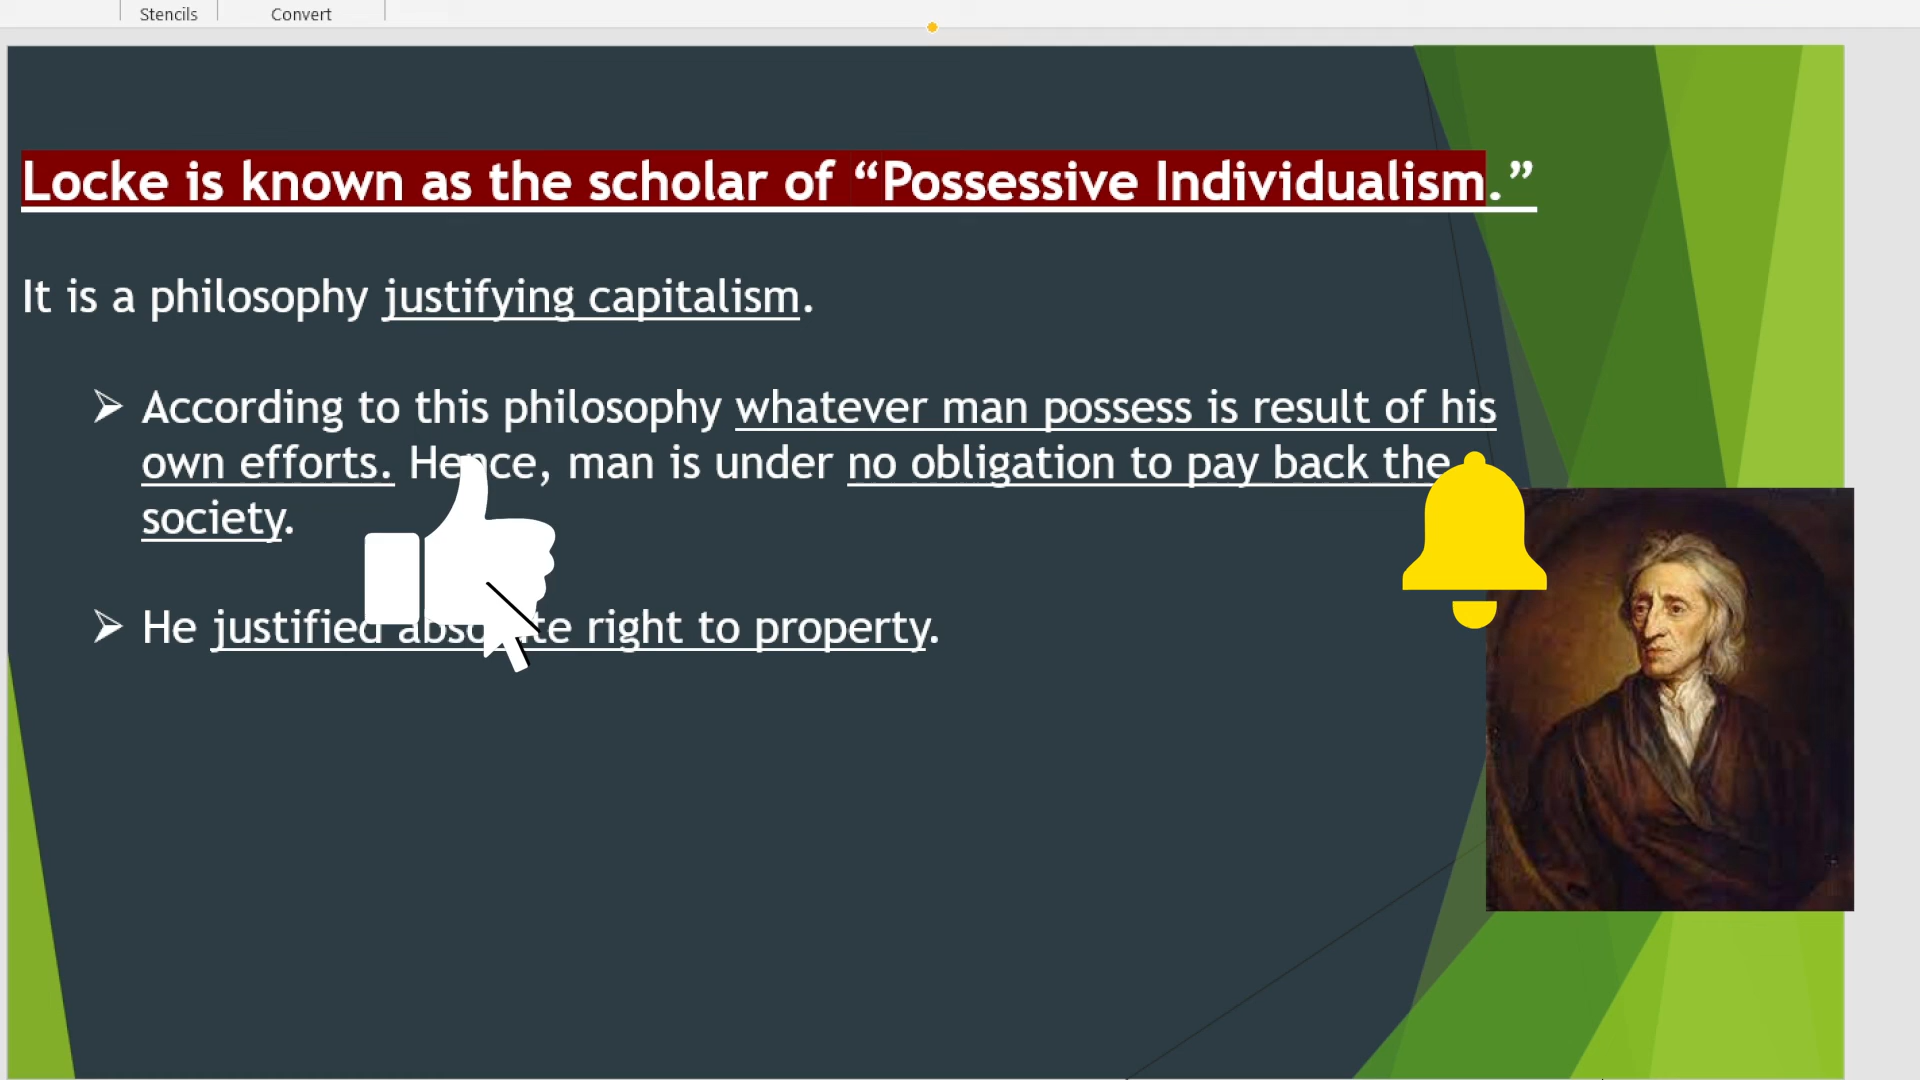 Stencils Convert
Locke is known as the scholar of “Possessive Individualism.”
It is a philosophy justifying capitalism.
➢ According to this philosophy whatever man possess is result of his
own efforts. Hence, man is under no obligation to pay back the
society.
➢ He justified absolute right to property.